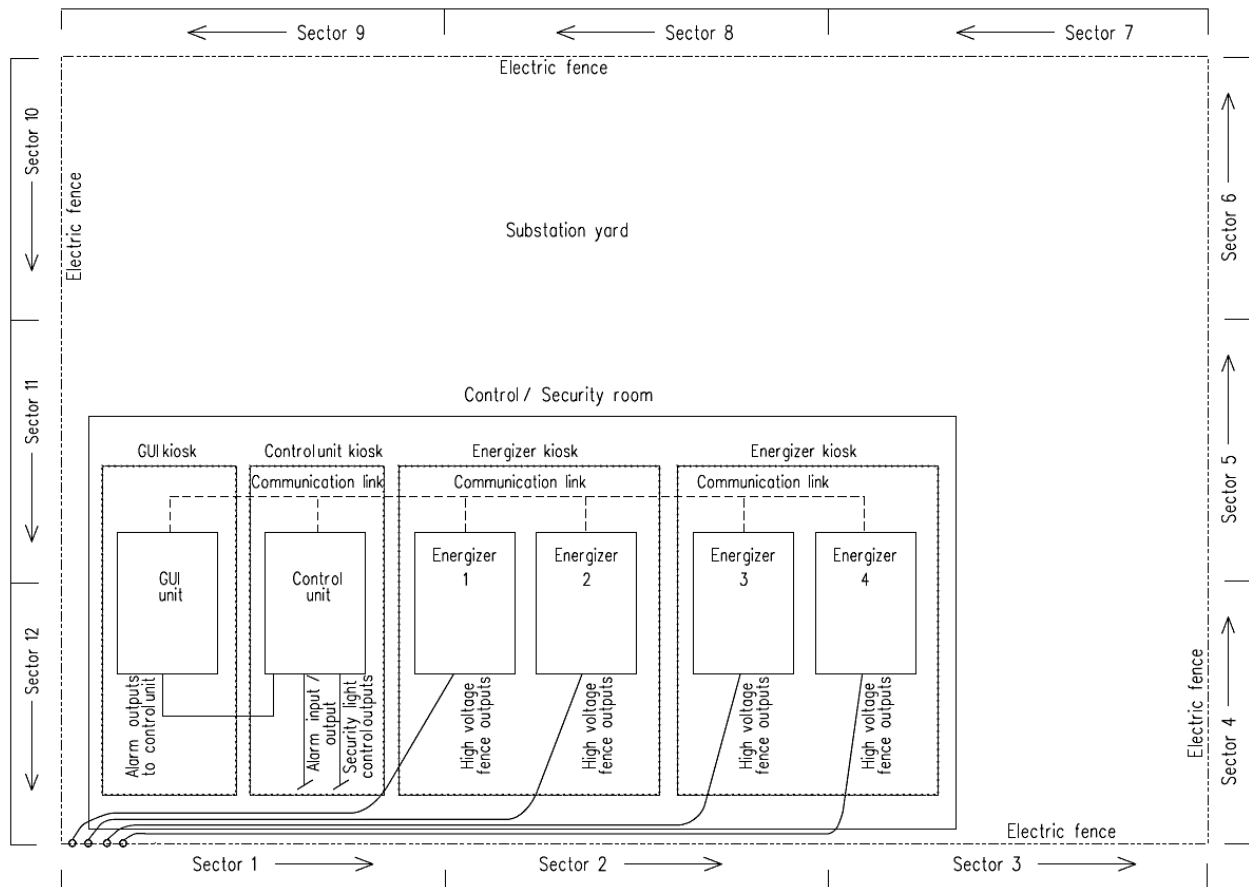 Sector 9
Sector 8
Sector 7
Electric fence
Sector 10
Electric fence
Sector 6
Substation yard
Sector 11
Sector 5
Control / Security room
GUI kiosk
Control unit kiosk
Energizer kiosk
Energizer kiosk
Communication link
Communication link
Communication link
GUI
unit
Control
unit
Energizer
1
Energizer
2
Energizer
3
Energizer
4
Sector 12
Alarm outputs
to control unit
Alarm input /
output
Security light
control outputs
High voltage
fence outputs
High voltage
fence outputs
High voltage
fence outputs
High voltage
fence outputs
Electric fence
Sector 4
Electric fence
Sector 1
Sector 2
Sector 3